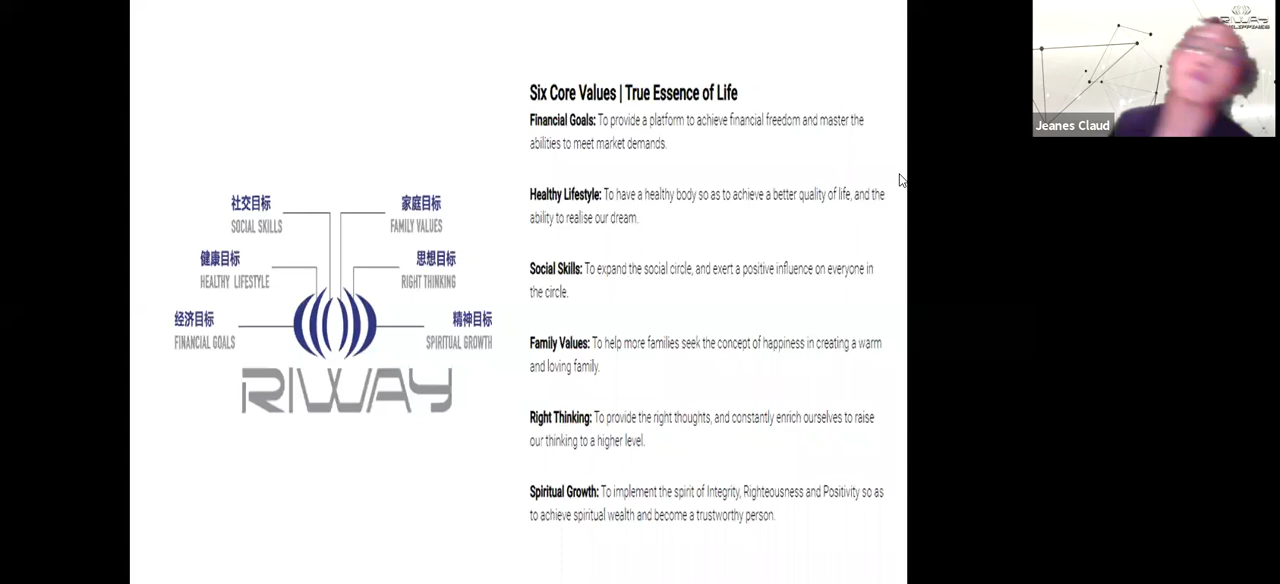 Six Core Values | True Essence of Life
Financial Goals: To provide a platform to achieve financial freedom and master the
abilities to meet market demands.
Healthy Lifestyle: To have a healthy body so as to achieve a better quality of life, and the
ability to realise our dream.
Social Skills: To expand the social circle, and exert a positive influence on everyone in
the circle.
Family Values: To help more families seek the concept of happiness in creating a warm
and loving family.
Right Thinking: To provide the right thoughts, and constantly enrich ourselves to raise
our thinking to a higher level.
Spiritual Growth: To implement the spirit of Integrity, Righteousness and Positivity so as
to achieve spiritual wealth and become a trustworthy person.
社交目标
SOCIAL SKILLS
家庭目标
FAMILY VALUES
健康目标
HEALTHY LIFESTYLE
思想目标
RIGHT THINKING
经济目标
FINANCIAL GOALS
精神目标
SPIRITUAL GROWTH
RIWAY
RIWAY
PHILIPPINES
Jeanes Claud